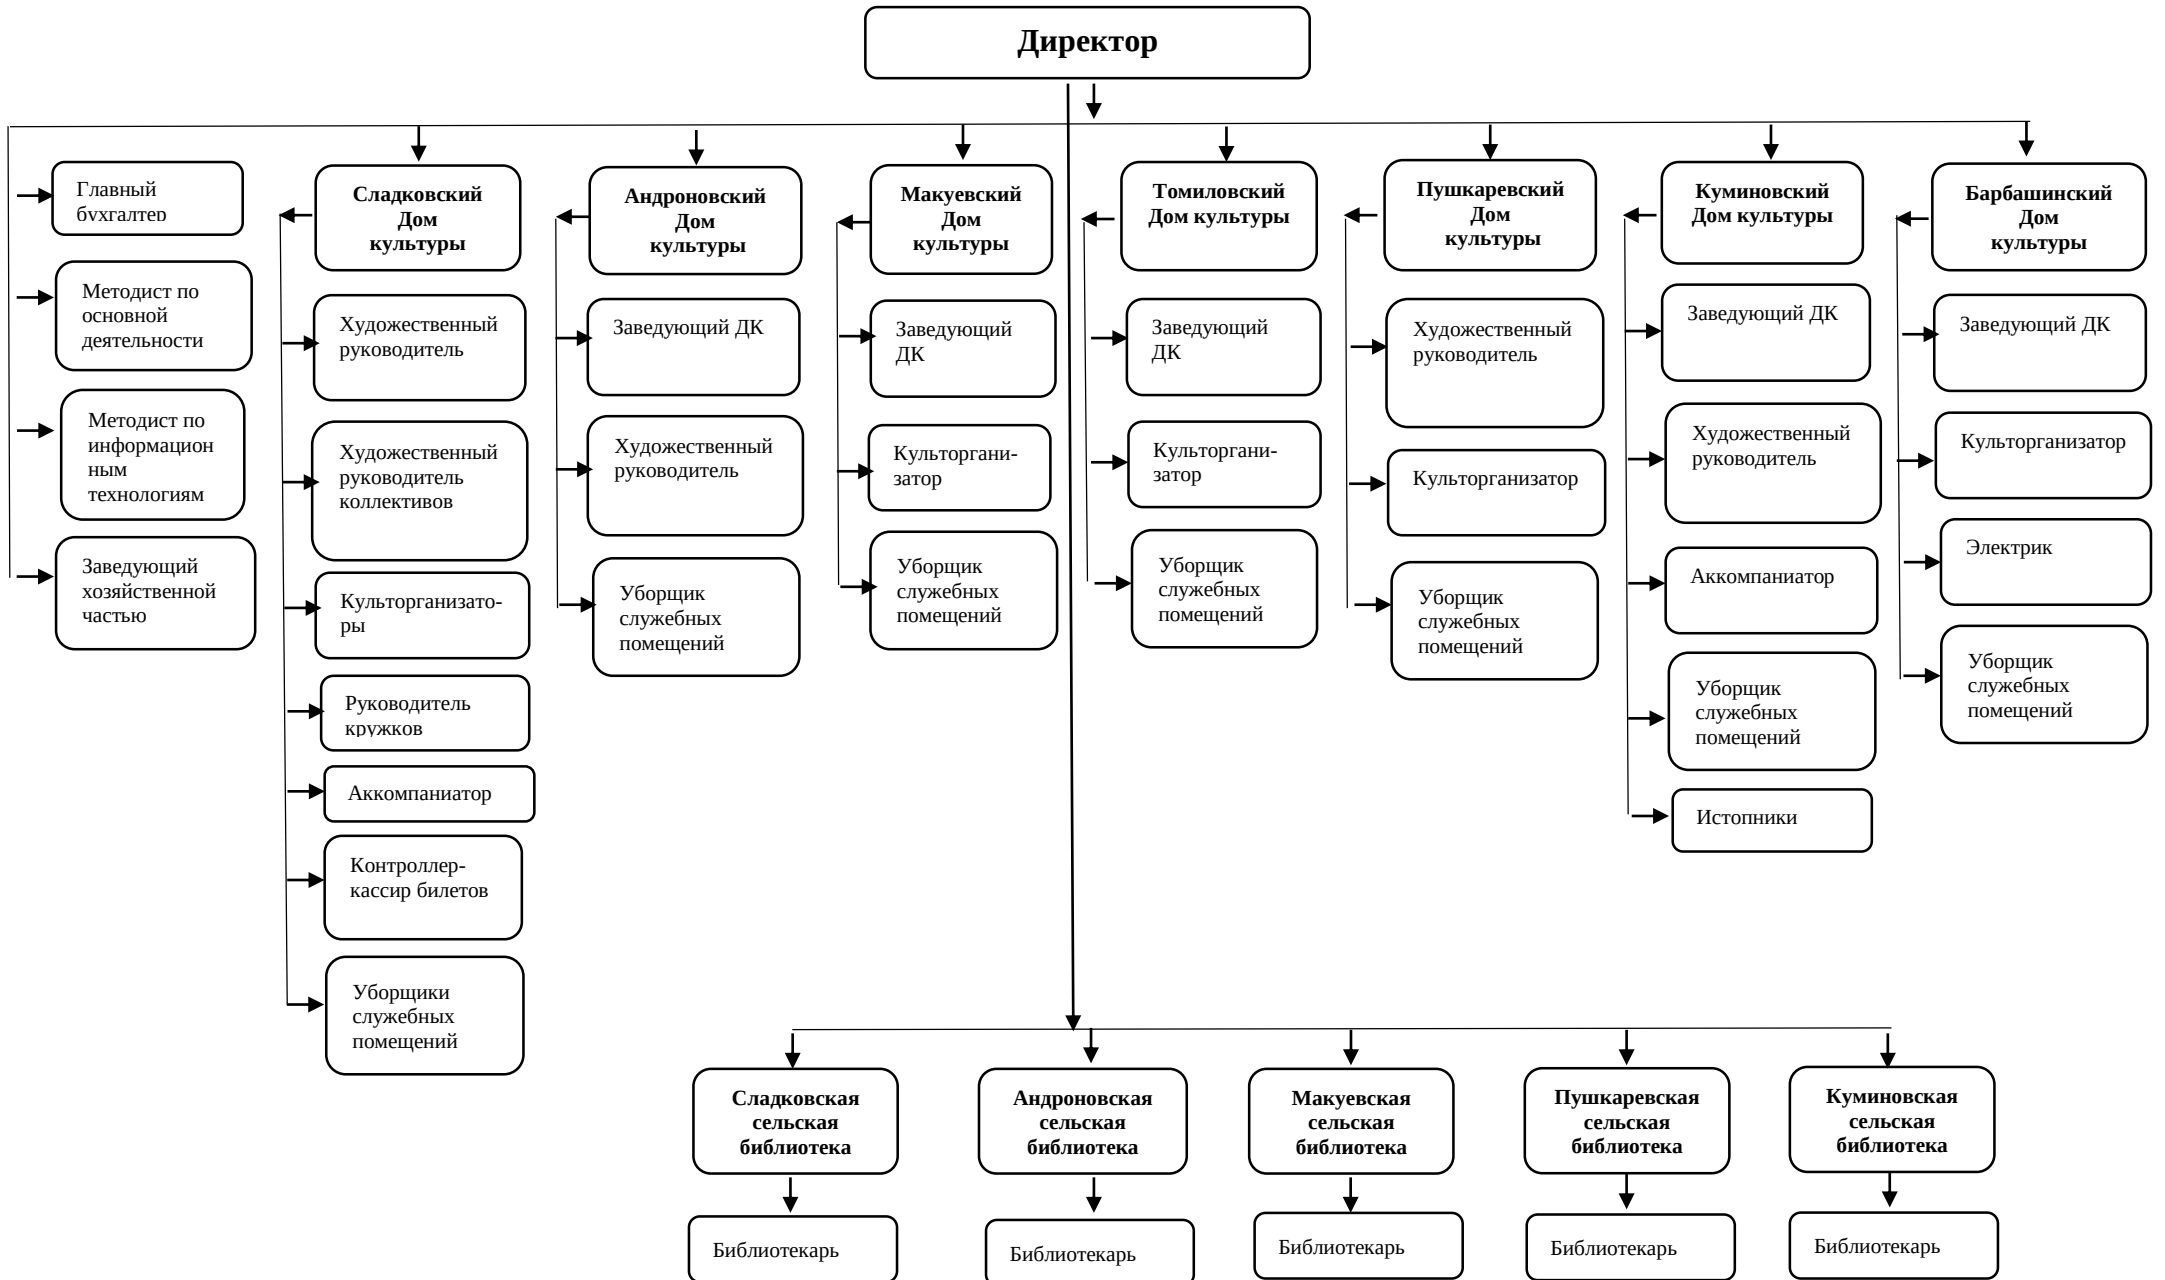 Директор
Главный
бухгалтер
Методист по
основной
деятельности
Методист по
информацион
ным
технологиям
Заведующий
хозяйственной
частью
Сладковский
Дом
культуры
Художественный
руководитель
Художественный
руководитель
коллективов
Культорганизато-
ры
Руководитель
кружков
Аккомпаниатор
Контроллер-
кассир билетов
Уборщики
служебных
помещений
Андроновский
Дом
культуры
Заведующий ДК
Художественный
руководитель
Уборщик
служебных
помещений
Макуевский
Дом
культуры
Заведующий
ДК
Культоргани-
затор
Уборщик
служебных
помещений
Томиловский
Дом культуры
Заведующий
ДК
Культоргани-
затор
Уборщик
служебных
помещений
Пушкаревский
Дом
культуры
Художественный
руководитель
Культорганизатор
Уборщик
служебных
помещений
Куминовский
Дом культуры
Заведующий ДК
Художественный
руководитель
Аккомпаниатор
Уборщик
служебных
помещений
Истопники
Барбашинский
Дом
культуры
Заведующий ДК
Культорганизатор
Электрик
Уборщик
служебных
помещений
Сладковская
сельская
библиотека
Библиотекарь
Андроновская
сельская
библиотека
Библиотекарь
Макуевская
сельская
библиотека
Библиотекарь
Пушкаревская
сельская
библиотека
Библиотекарь
Куминовская
сельская
библиотека
Библиотекарь